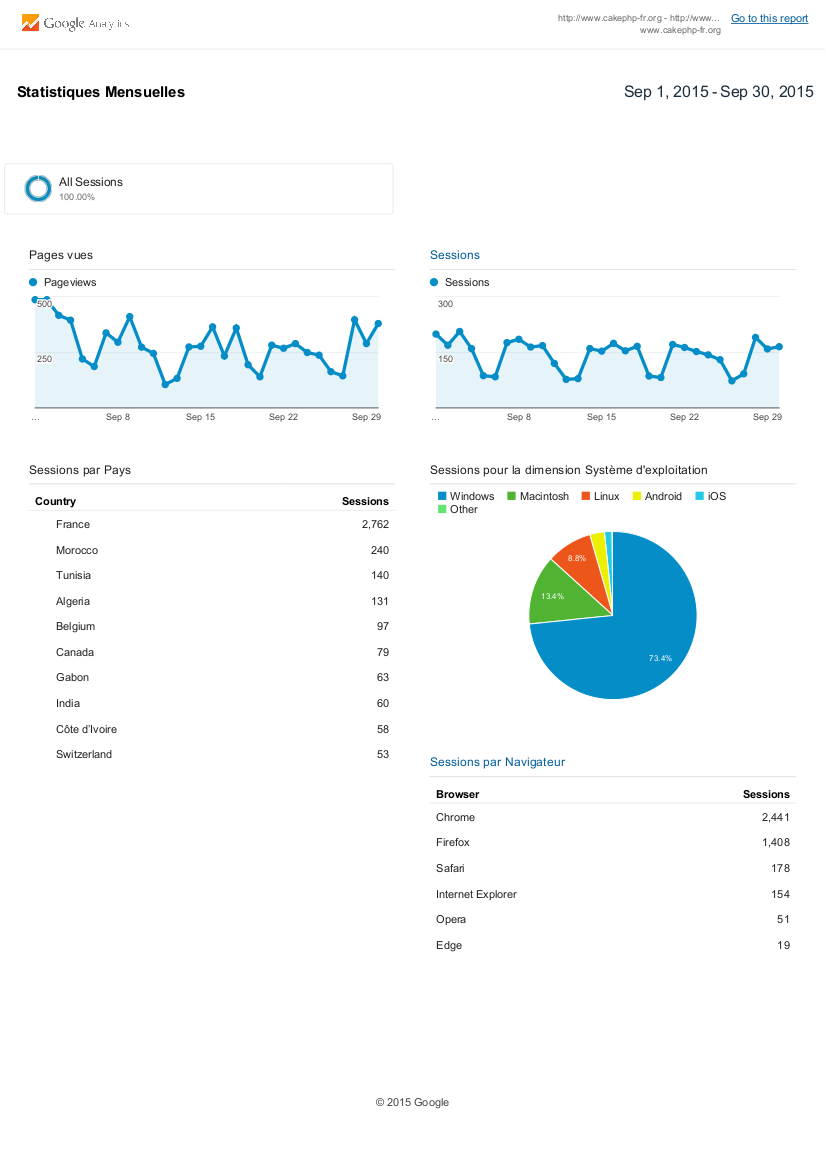 Google Analytics
http://www.cakephp-fr.org - http://www...
www.cakephp-fr.org
Go to this report
Statistiques Mensuelles
Sep 1, 2015 - Sep 30, 2015
All Sessions
100.00%
Pages vues
Pageviews
500
250
...
Sep 8
Sep 15
Sep 22
Sep 29
Sessions
Sessions
300
150
...
Sep 8
Sep 15
Sep 22
Sep 29
Sessions par Pays
Country Sessions
France 2,762
Morocco 240
Tunisia 140
Algeria 131
Belgium 97
Canada 79
Gabon 63
India 60
Côte d'Ivoire 58
Switzerland 53
Sessions pour la dimension Système d'exploitation
Windows Macintosh Linux Android iOS
Other
8.8%
13.4%
73.4%
Sessions par Navigateur
Browser Sessions
Chrome 2,441
Firefox 1,408
Safari 178
Internet Explorer 154
Opera 51
Edge 19
© 2015 Google